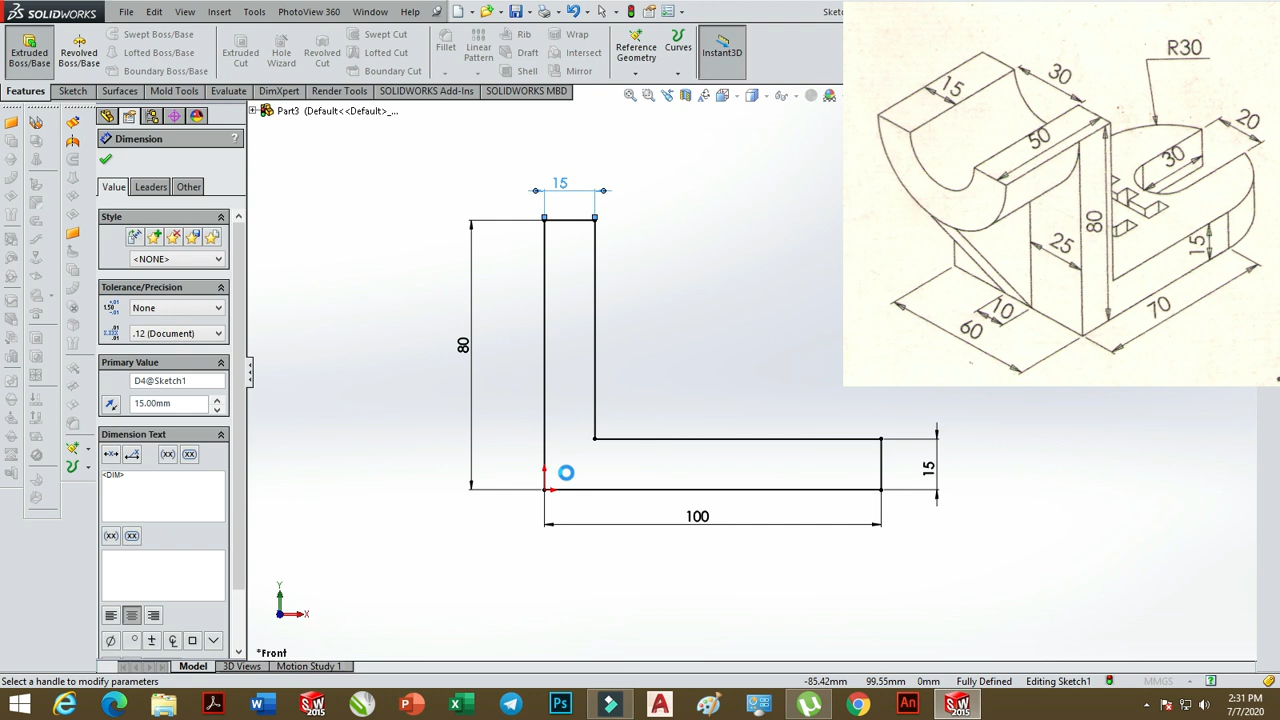 SOLIDWORKS File Edit View Insert Tools PhotoView 360 Window Help Sketc
Extruded Boss/Base
Revolved Boss/Base
Swept Boss/Base
Lofted Boss/Base
Boundary Boss/Base
Extruded Cut
Hole Wizard
Revolved Cut
Swept Cut
Lofted Cut
Boundary Cut
Fillet
Linear Pattern
Rib
Draft
Shell
Wrap
Intersect
Mirror
Reference Geometry
Curves
Instant3D
Features Sketch Surfaces Mold Tools Evaluate DimXpert Render Tools SOLIDWORKS Add-Ins SOLIDWORKS MBD
Part3 (Default<<Default>_...
Dimension ?
Value Leaders Other
Style
<NONE>
Tolerance/Precision
None
.12 (Document)
Primary Value
D4@Sketch1
15.00mm
Dimension Text
(xx) (xx)
<DIM>
(xx) (xx)
15
80
15
100
Y
X
*Front
R30
30
15
50
20
30
80
25
15
10
60
70
Model 3D Views Motion Study 1
Select a handle to modify parameters -85.42mm 99.55mm 0mm Fully Defined Editing Sketch1 MMGS
2:31 PM
7/7/2020